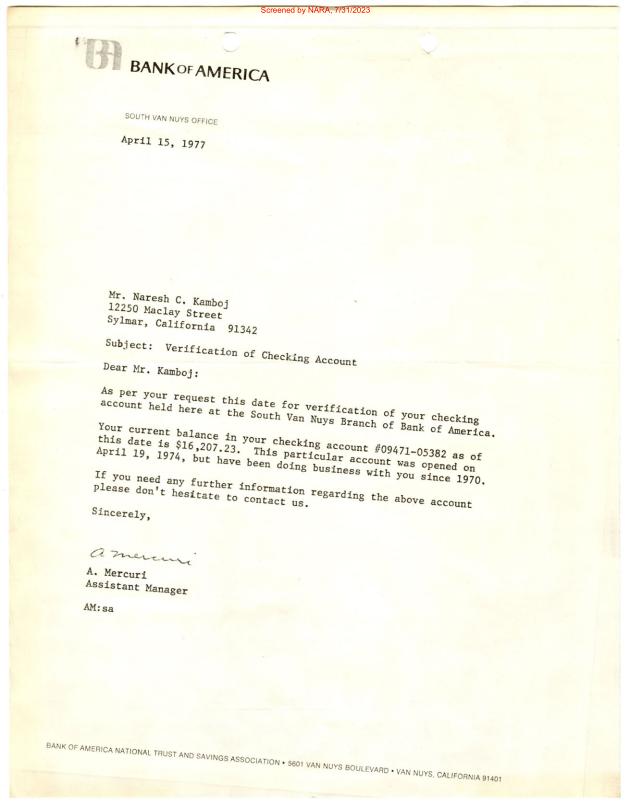 Screened by NARA, 7/31/2023
BA
BANK OF AMERICA
SOUTH VAN NUYS OFFICE
April 15, 1977
Mr. Naresh C. Kamboj
12250 Maclay Street
Sylmar, California 91342
Subject: Verification of Checking Account
Dear Mr. Kamboj:
As per your request this date for verification of your checking
account held here at the South Van Nuys Branch of Bank of America.
Your current balance in your checking account #09471-05382 as of
this date is $16,207.23. This particular account was opened on
April 19, 1974, but have been doing business with you since 1970.
If you need any further information regarding the above account
please don't hesitate to contact us.
Sincerely,
a mercuri
A. Mercuri
Assistant Manager
AM:sa
BANK OF AMERICA NATIONAL TRUST AND SAVINGS ASSOCIATION • 5601 VAN NUYS BOULEVARD • VAN NUYS, CALIFORNIA 91401